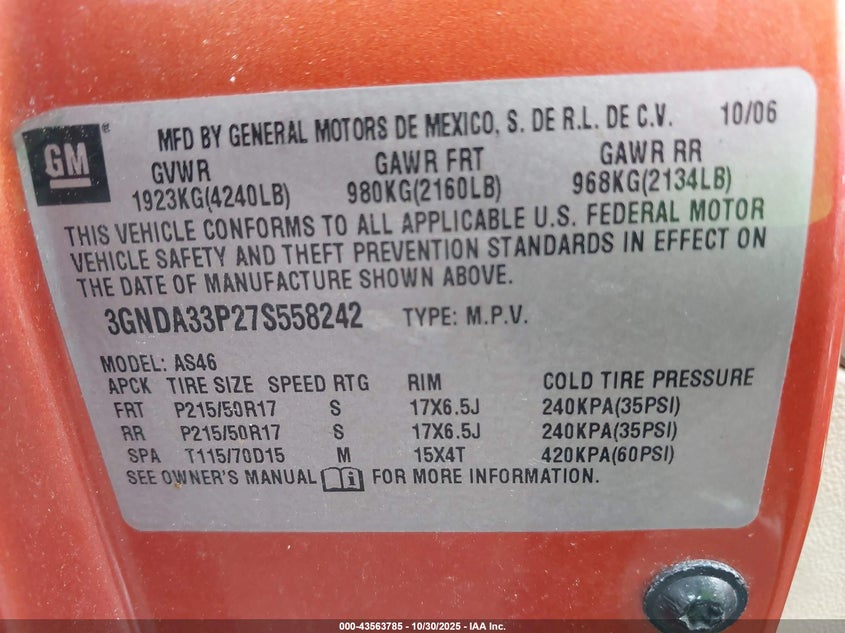 GM
MFD BY GENERAL MOTORS DE MEXICO, S. DE R.L. DE C.V. 10/06
GVWR GAWR FRT GAWR RR
1923KG(4240LB) 980KG(2160LB) 968KG(2134LB)
THIS VEHICLE CONFORMS TO ALL APPLICABLE U.S. FEDERAL MOTOR
VEHICLE SAFETY AND THEFT PREVENTION STANDARDS IN EFFECT ON
THE DATE OF MANUFACTURE SHOWN ABOVE.
3GNDA33P27S558242 TYPE: M.P.V.
MODEL: AS46
APCK TIRE SIZE SPEED RTG RIM COLD TIRE PRESSURE
FRT P215/50R17 S 17X6.5J 240KPA(35PSI)
RR P215/50R17 S 17X6.5J 240KPA(35PSI)
SPA T115/70D15 M 15X4T 420KPA(60PSI)
SEE OWNER'S MANUAL FOR MORE INFORMATION.
000-43563785 - 10/30/2025 - IAA Inc.